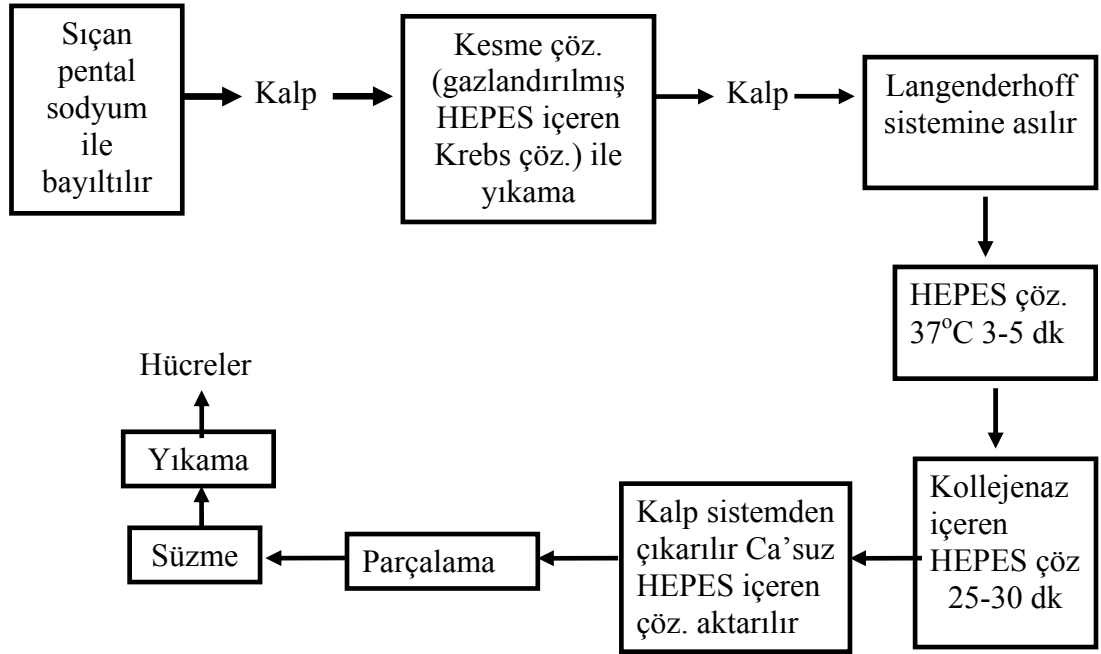 Sıçan
pental
sodyum
ile
bayıltılır
Kalp
Kesme çöz.
(gazlandırılmış
HEPES içeren
Krebs çöz.) ile
yıkama
Kalp
Langenderhoff
sistemine asılır
HEPES çöz.
37°C 3-5 dk
Kollejenaz
içeren
HEPES çöz
25-30 dk
Kalp sistemden
çıkarılır Ca’suz
HEPES içeren
çöz. aktarılır
Parçalama
Süzme
Yıkama
Hücreler